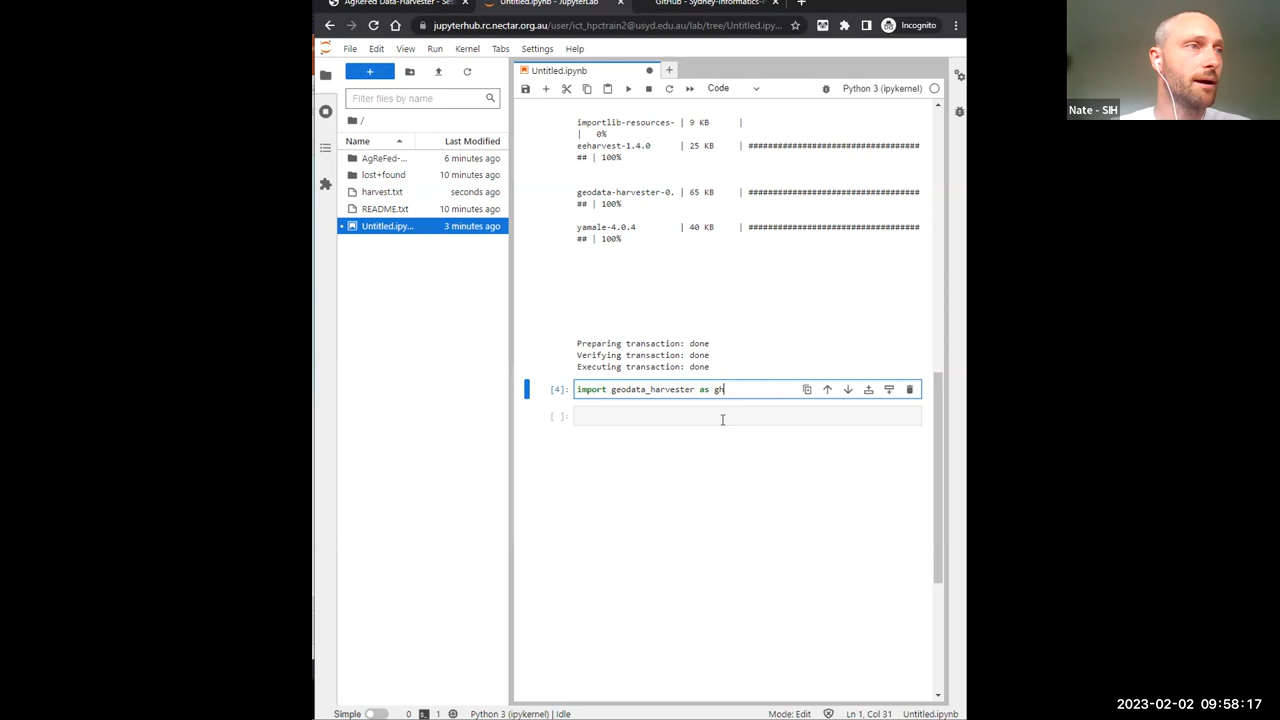 AgReFed Data-Harvester - Set
Untitled.ipynb - JupyterLab
GitHub - Sydney-Informatics-
jupyterhub.rc.nectar.org.au/user/ict_hpctrain2@usyd.edu.au/lab/tree/Untitled.ipy...
Incognito
File Edit View Run Kernel Tabs Settings Help
Untitled.ipynb
Filter files by name
Code
Python 3 (ipykernel)
/
Name Last Modified
AgReFed-... 6 minutes ago
lost+found 10 minutes ago
harvest.txt seconds ago
README.txt 10 minutes ago
Untitled.ipy... 3 minutes ago
importlib-resources- | 9 KB |
| 0%
eeharvest-1.4.0 | 25 KB | ##################################
## | 100%
geodata-harvester-0. | 65 KB | ##################################
## | 100%
yamale-4.0.4 | 40 KB | ##################################
## | 100%
Preparing transaction: done
Verifying transaction: done
Executing transaction: done
[4]: import geodata_harvester as gh
[ ]:
Nate - SIH
Simple 0 1 Python 3 (ipykernel) | Idle Mode: Edit Ln 1, Col 31 Untitled.ipynb
2023-02-02 09:58:17